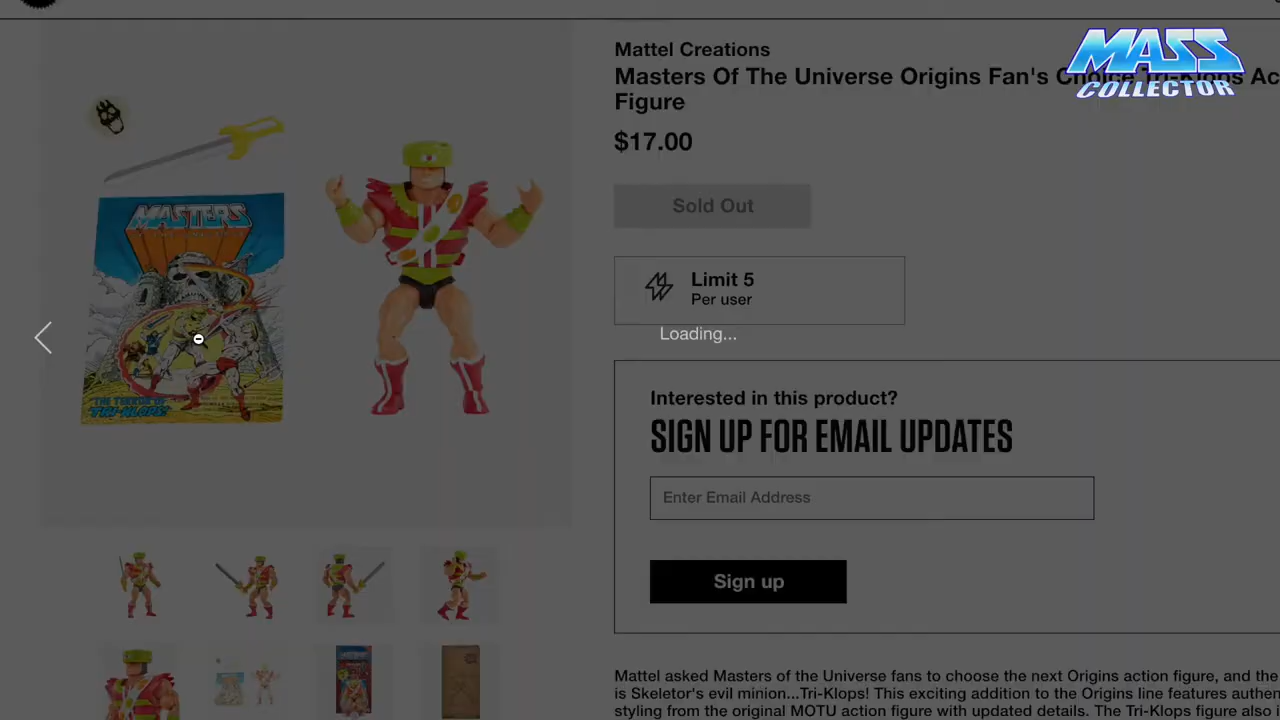 MASS
COLLECTOR
Mattel Creations
Masters Of The Universe Origins Fan's Choice Tri-Klops Ac
Figure
$17.00
Sold Out
Limit 5
Per user
Loading...
MASTERS
THE TERROR OF
TRI-KLOPS!
Interested in this product?
SIGN UP FOR EMAIL UPDATES
Enter Email Address
Sign up
Mattel asked Masters of the Universe fans to choose the next Origins action figure, and the
is Skeletor's evil minion...Tri-Klops! This exciting addition to the Origins line features authen
styling from the original MOTU action figure with updated details. The Tri-Klops figure also i